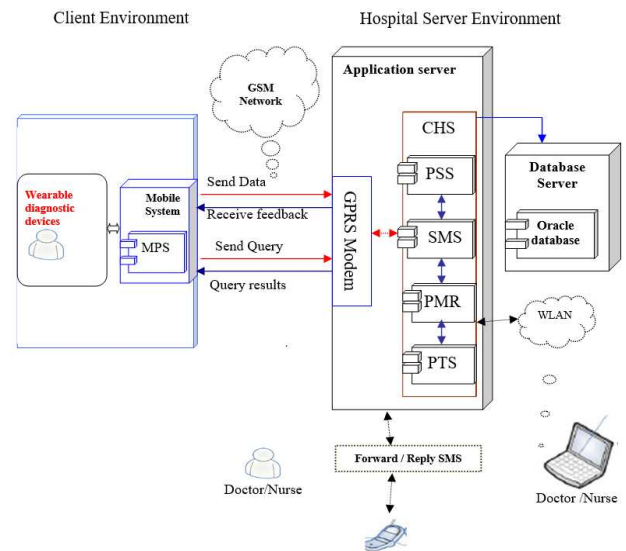 Client Environment
Hospital Server Environment
GSM
Network
Application server
CHS
PSS
SMS
PMR
PTS
GPRS Modem
Database
Server
Oracle
database
Wearable
diagnostic
devices
Mobile
System
MPS
Send Data
Receive feedback
Send Query
Query results
WLAN
Forward / Reply SMS
Doctor/Nurse
Doctor /Nurse